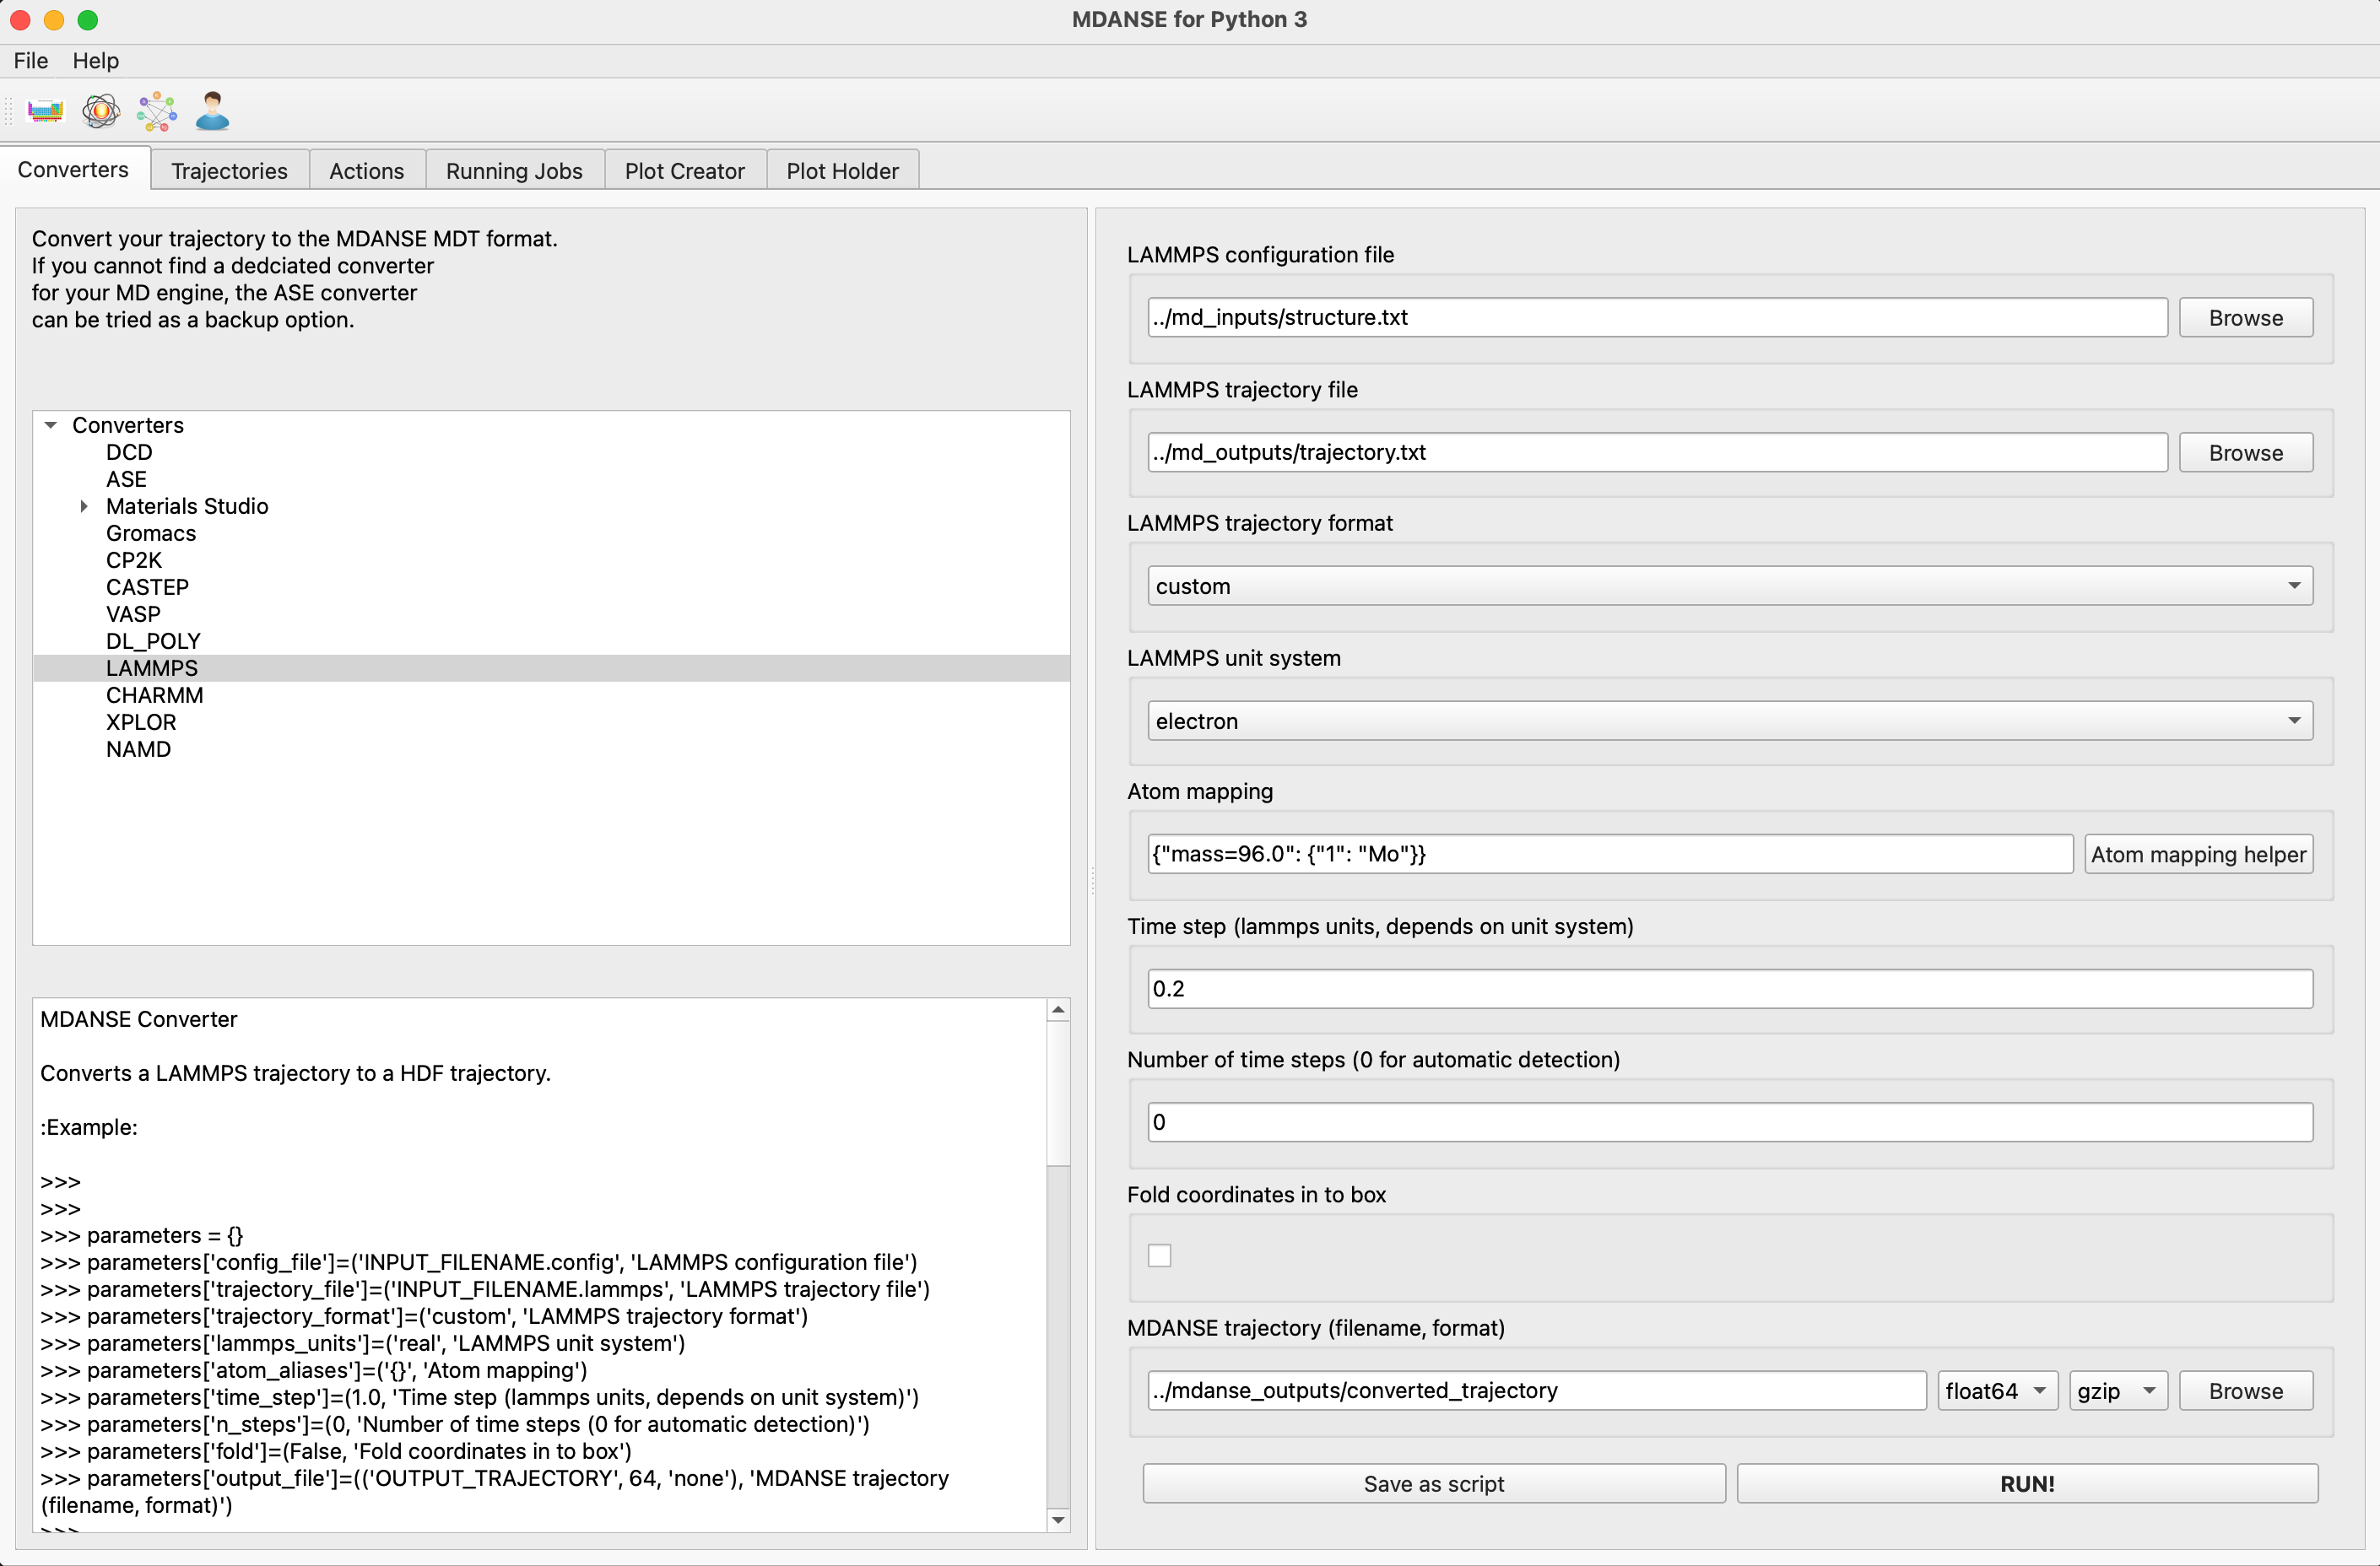 MDANSE for Python 3
File Help
Converters Trajectories Actions Running Jobs Plot Creator Plot Holder
Convert your trajectory to the MDANSE MDT format.
If you cannot find a dedciated converter
for your MD engine, the ASE converter
can be tried as a backup option.
Converters
DCD
ASE
Materials Studio
Gromacs
CP2K
CASTEP
VASP
DL_POLY
LAMMPS
CHARMM
XPLOR
NAMD
MDANSE Converter
Converts a LAMMPS trajectory to a HDF trajectory.
:Example:
>>>
>>>
>>> parameters = {}
>>> parameters['config_file']=('INPUT_FILENAME.config', 'LAMMPS configuration file')
>>> parameters['trajectory_file']=('INPUT_FILENAME.lammps', 'LAMMPS trajectory file')
>>> parameters['trajectory_format']=('custom', 'LAMMPS trajectory format')
>>> parameters['lammps_units']=('real', 'LAMMPS unit system')
>>> parameters['atom_aliases']=('{}', 'Atom mapping')
>>> parameters['time_step']=(1.0, 'Time step (lammps units, depends on unit system)')
>>> parameters['n_steps']=(0, 'Number of time steps (0 for automatic detection)')
>>> parameters['fold']=(False, 'Fold coordinates in to box')
>>> parameters['output_file']=(('OUTPUT_TRAJECTORY', 64, 'none'), 'MDANSE trajectory
(filename, format)')
>>>
LAMMPS configuration file
../md_inputs/structure.txt Browse
LAMMPS trajectory file
../md_outputs/trajectory.txt Browse
LAMMPS trajectory format
custom
LAMMPS unit system
electron
Atom mapping
{"mass=96.0": {"1": "Mo"}} Atom mapping helper
Time step (lammps units, depends on unit system)
0.2
Number of time steps (0 for automatic detection)
0
Fold coordinates in to box
MDANSE trajectory (filename, format)
../mdanse_outputs/converted_trajectory float64 gzip Browse
Save as script RUN!